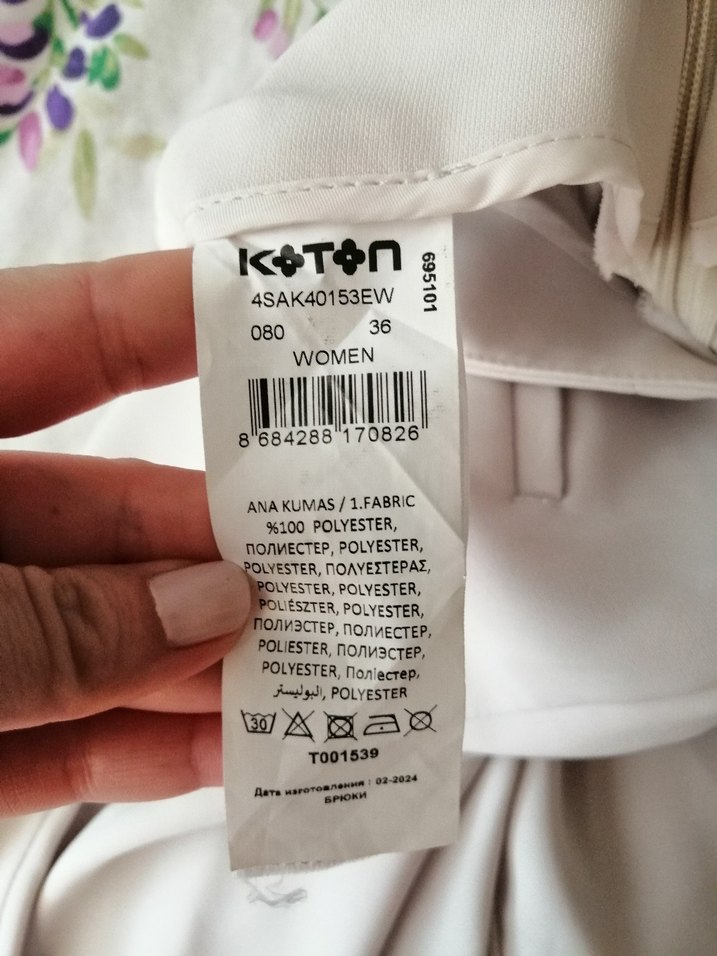 KOTON
695101
4SAK40153EW
080 36
WOMEN
8 684288 170826
ANA KUMAS / 1.FABRIC
%100 POLYESTER,
ПОЛИЕСТЕР, POLYESTER,
POLYESTER, ΠΟΛΥΕΣΤΕΡΑΣ,
POLYESTER, POLYESTER,
POLIÉSZTER, POLYESTER,
ПОЛИЭСТЕР, ПОЛИЕСТЕР,
POLIESTER, ПОЛИЭСТЕР,
POLYESTER, Поліестер,
البوليستر, POLYESTER
30
T001539
Дата изготовления : 02-2024
БРЮКИ